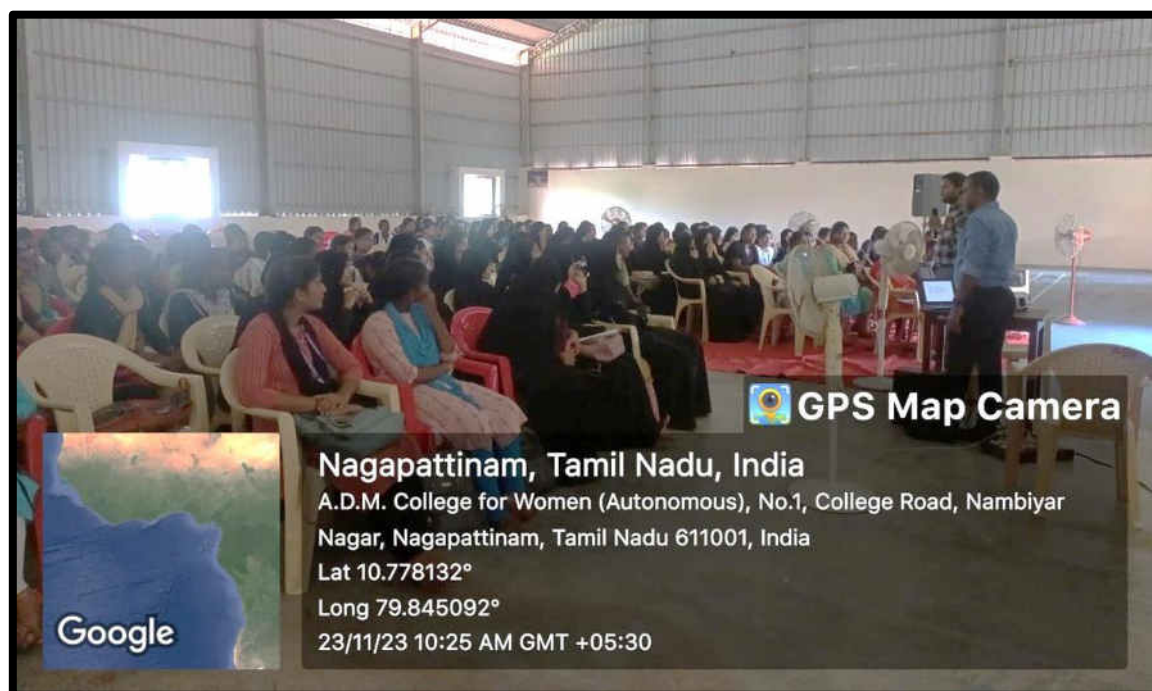 GPS Map Camera
Nagapattinam, Tamil Nadu, India
A.D.M. College for Women (Autonomous), No.1, College Road, Nambiyar
Nagar, Nagapattinam, Tamil Nadu 611001, India
Lat 10.778132°
Long 79.845092°
23/11/23 10:25 AM GMT +05:30
Google